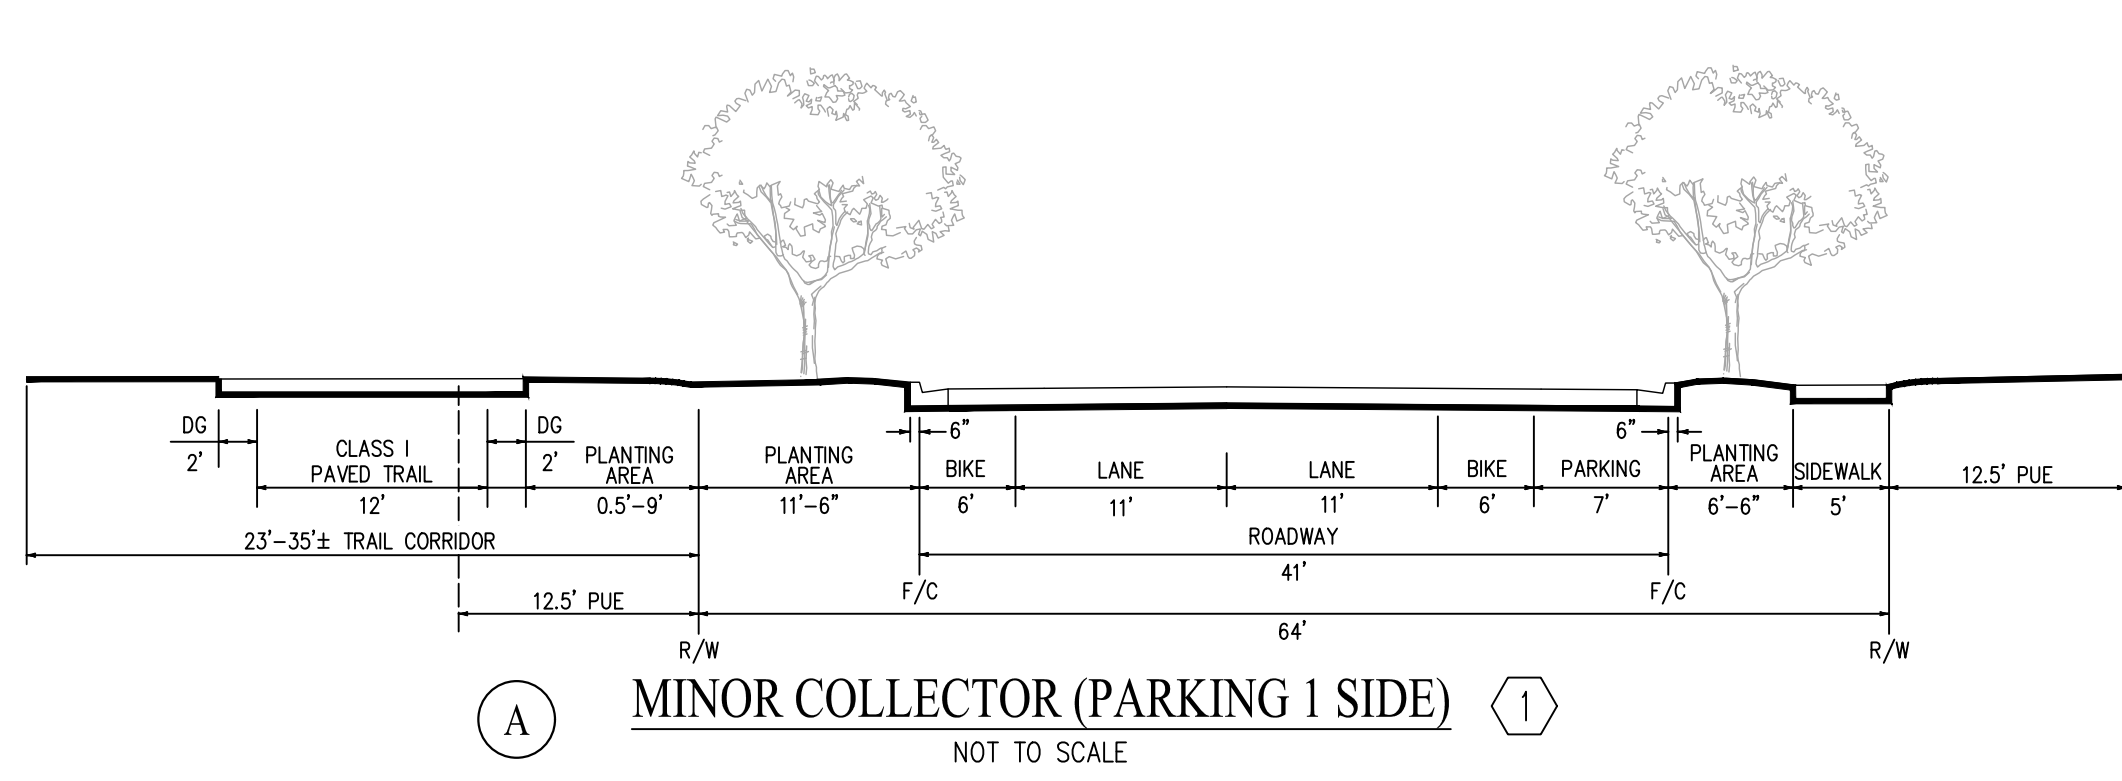 DG
2'
CLASS I
PAVED TRAIL
12'
DG
2'
PLANTING
AREA
0.5'-9'
PLANTING
AREA
11'-6"
6"
BIKE
6'
LANE
11'
LANE
11'
BIKE
6'
PARKING
7'
6"
PLANTING
AREA
6'-6"
SIDEWALK
5'
12.5' PUE
23'-35'± TRAIL CORRIDOR
ROADWAY
41'
F/C
F/C
12.5' PUE
64'
R/W
R/W
A
MINOR COLLECTOR (PARKING 1 SIDE)
1
NOT TO SCALE